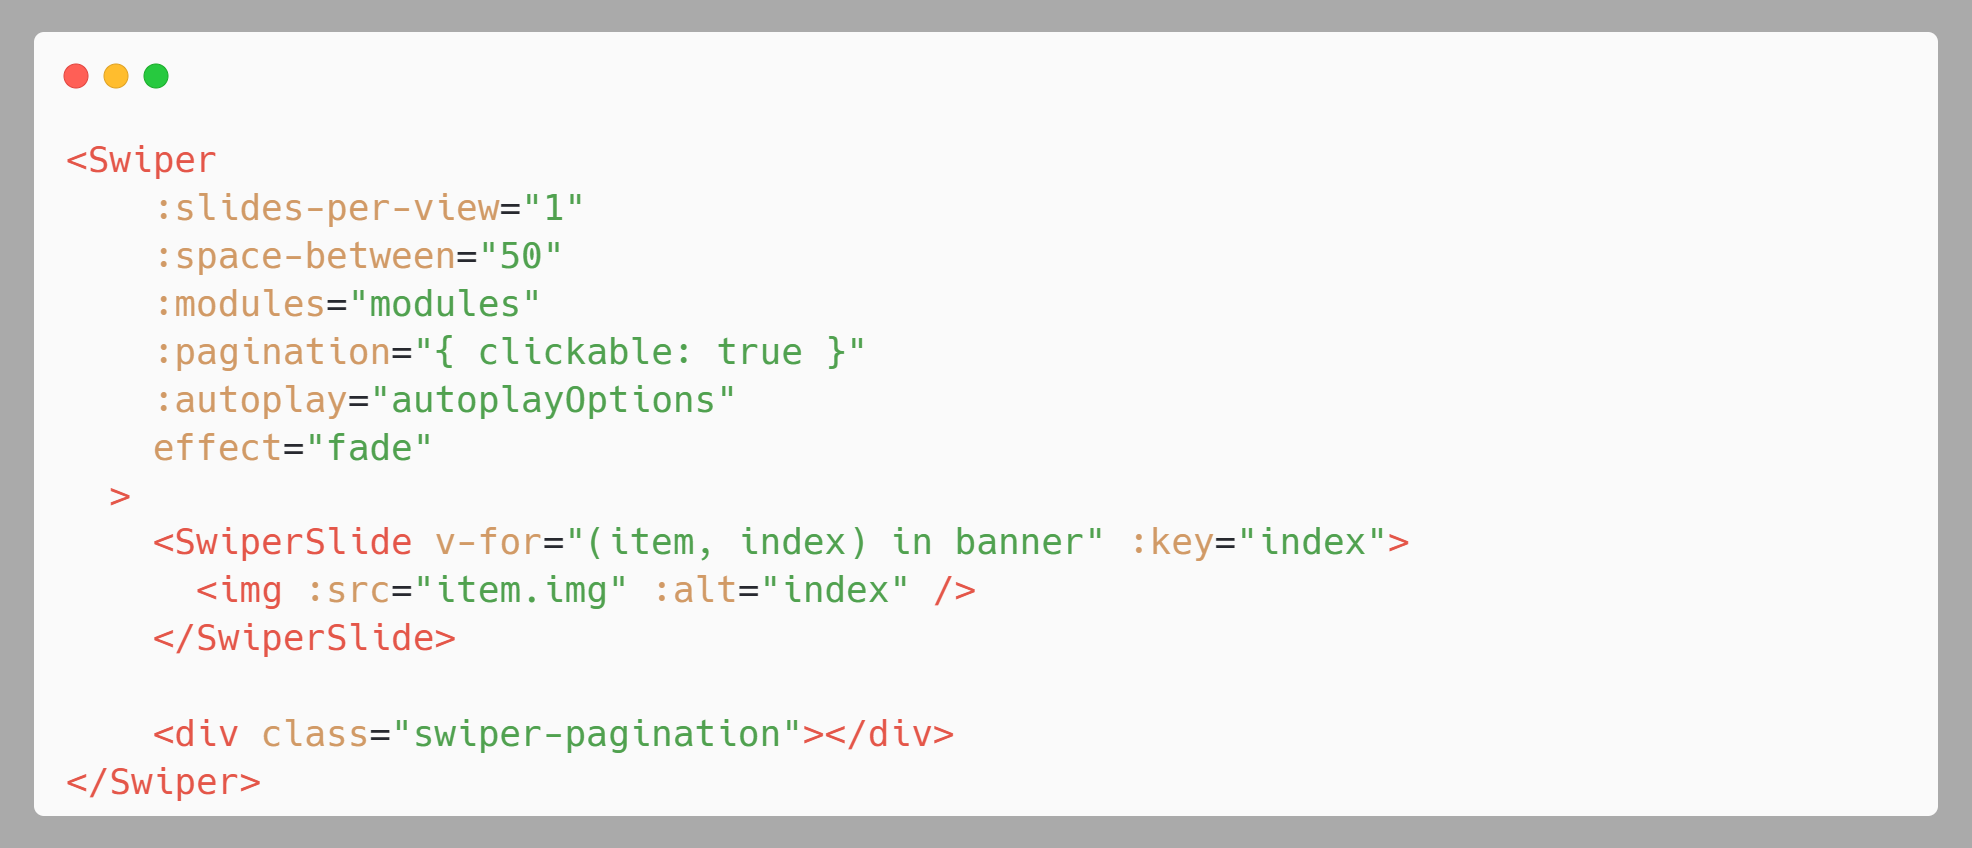 <Swiper
    :slides-per-view="1"
    :space-between="50"
    :modules="modules"
    :pagination="{ clickable: true }"
    :autoplay="autoplayOptions"
    effect="fade"
  >
    <SwiperSlide v-for="(item, index) in banner" :key="index">
      <img :src="item.img" :alt="index" />
    </SwiperSlide>

    <div class="swiper-pagination"></div>
</Swiper>